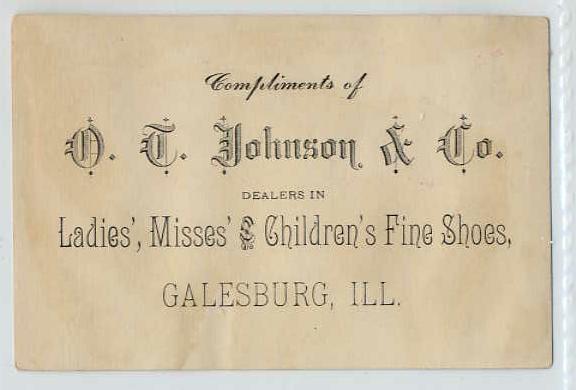 Compliments of
O. T. Johnson & Co.
DEALERS IN
Ladies', Misses' & Children's Fine Shoes,
GALESBURG, ILL.